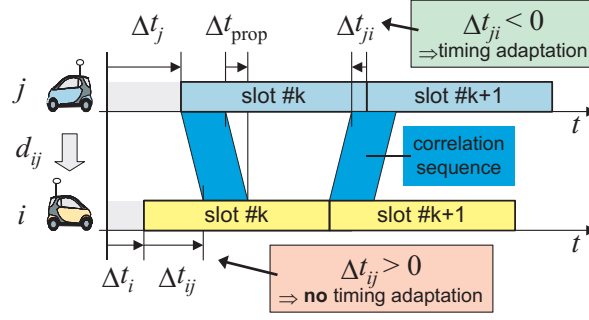 Δt_j Δt_prop Δt_ji Δt_ji < 0
⇒timing adaptation
j slot #k slot #k+1
t
d_ij correlation
sequence
i slot #k slot #k+1
t
Δt_i Δt_ij Δt_ij > 0
⇒ no timing adaptation